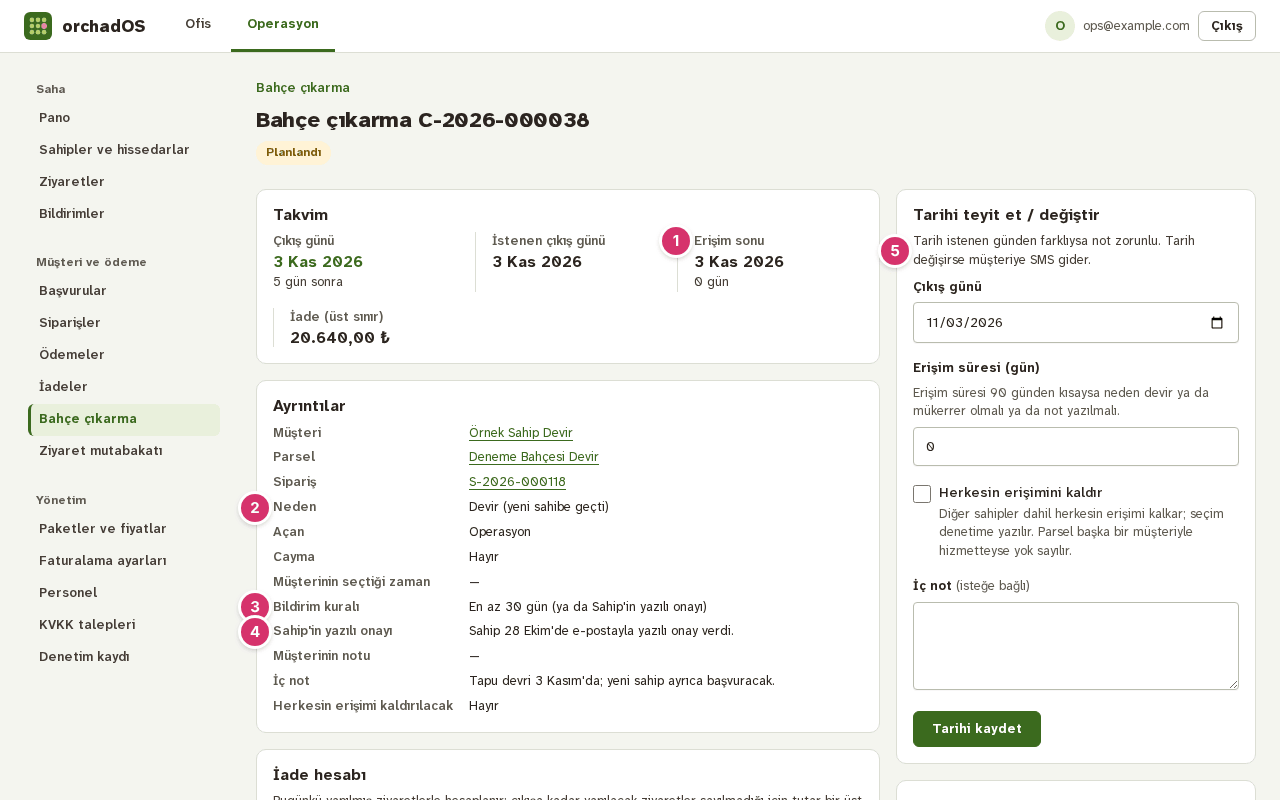 orchadOS
Ofis
Operasyon
O
ops@example.com
Çıkış
Saha
Pano
Sahipler ve hissedarlar
Ziyaretler
Bildirimler
Müşteri ve ödeme
Başvurular
Siparişler
Ödemeler
İadeler
Bahçe çıkarma
Ziyaret mutabakatı
Yönetim
Paketler ve fiyatlar
Faturalama ayarları
Personel
KVKK talepleri
Denetim kaydı
Bahçe çıkarma
Bahçe çıkarma C-2026-000038
Planlandı
Takvim
Çıkış günü
3 Kas 2026
5 gün sonra
İstenen çıkış günü
3 Kas 2026
1
Erişim sonu
3 Kas 2026
0 gün
İade (üst sınır)
20.640,00 ₺
Ayrıntılar
Müşteri Örnek Sahip Devir
Parsel Deneme Bahçesi Devir
Sipariş S-2026-000118
2 Neden Devir (yeni sahibe geçti)
Açan Operasyon
Cayma Hayır
Müşterinin seçtiği zaman —
3 Bildirim kuralı En az 30 gün (ya da Sahip'in yazılı onayı)
4 Sahip'in yazılı onayı Sahip 28 Ekim'de e-postayla yazılı onay verdi.
Müşterinin notu —
İç not Tapu devri 3 Kasım'da; yeni sahip ayrıca başvuracak.
Herkesin erişimi kaldırılacak Hayır
İade hesabı
Tarihi teyit et / değiştir
5
Tarih istenen günden farklıysa not zorunlu. Tarih
değişirse müşteriye SMS gider.
Çıkış günü
11/03/2026
Erişim süresi (gün)
Erişim süresi 90 günden kısaysa neden devir ya da
mükerrer olmalı ya da not yazılmalı.
0
Herkesin erişimini kaldır
Diğer sahipler dahil herkesin erişimi kalkar; seçim
denetime yazılır. Parsel başka bir müşteriyle
hizmetteyse yok sayılır.
İç not (isteğe bağlı)
Tarihi kaydet